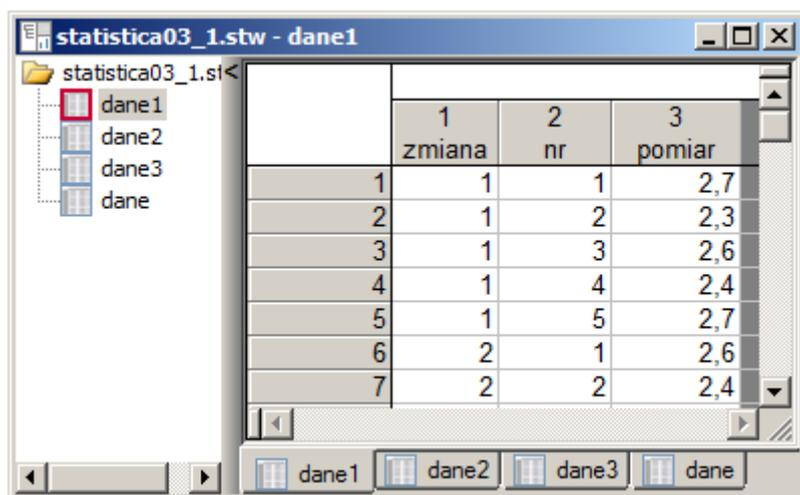 statistica03_1.stw - dane1
statistica03_1.st
dane1
dane2
dane3
dane
1 2 3
zmiana nr pomiar
1 1 1 2,7
2 1 2 2,3
3 1 3 2,6
4 1 4 2,4
5 1 5 2,7
6 2 1 2,6
7 2 2 2,4
dane1 dane2 dane3 dane